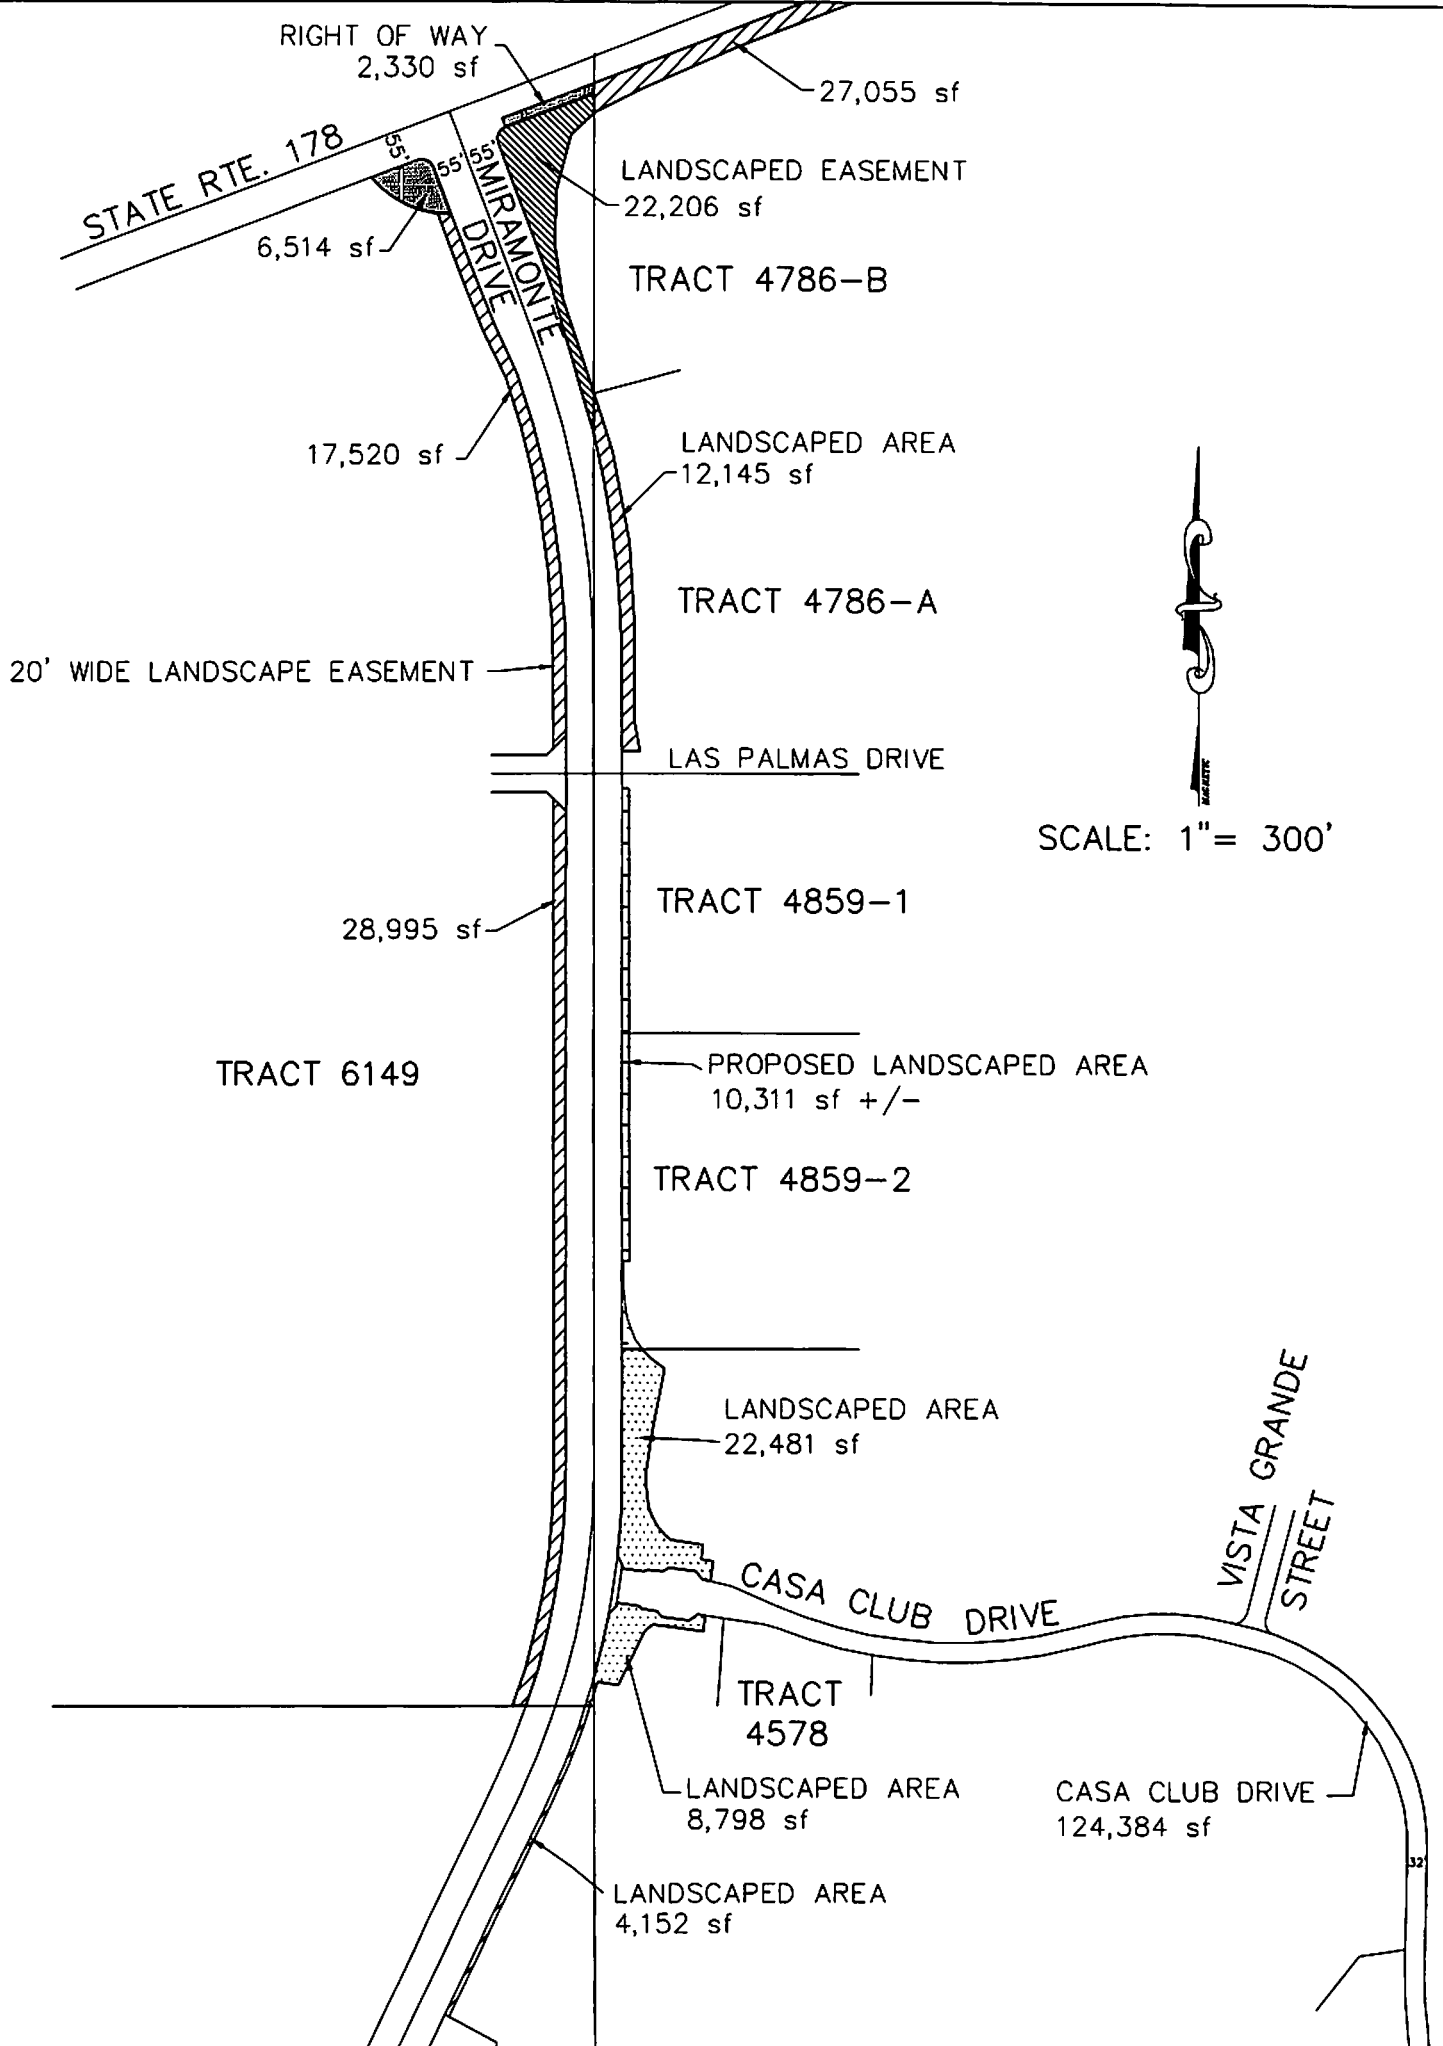 RIGHT OF WAY
2,330 sf
27,055 sf
STATE RTE. 178
55'
55'
55'
MIRAMONTE
DRIVE
LANDSCAPED EASEMENT
22,206 sf
6,514 sf
TRACT 4786-B
17,520 sf
LANDSCAPED AREA
12,145 sf
TRACT 4786-A
20' WIDE LANDSCAPE EASEMENT
LAS PALMAS DRIVE
MAGNETIC
SCALE: 1"= 300'
TRACT 4859-1
28,995 sf
TRACT 6149
PROPOSED LANDSCAPED AREA
10,311 sf +/-
TRACT 4859-2
LANDSCAPED AREA
22,481 sf
VISTA GRANDE
STREET
CASA CLUB DRIVE
TRACT
4578
LANDSCAPED AREA
8,798 sf
CASA CLUB DRIVE
124,384 sf
32'
LANDSCAPED AREA
4,152 sf